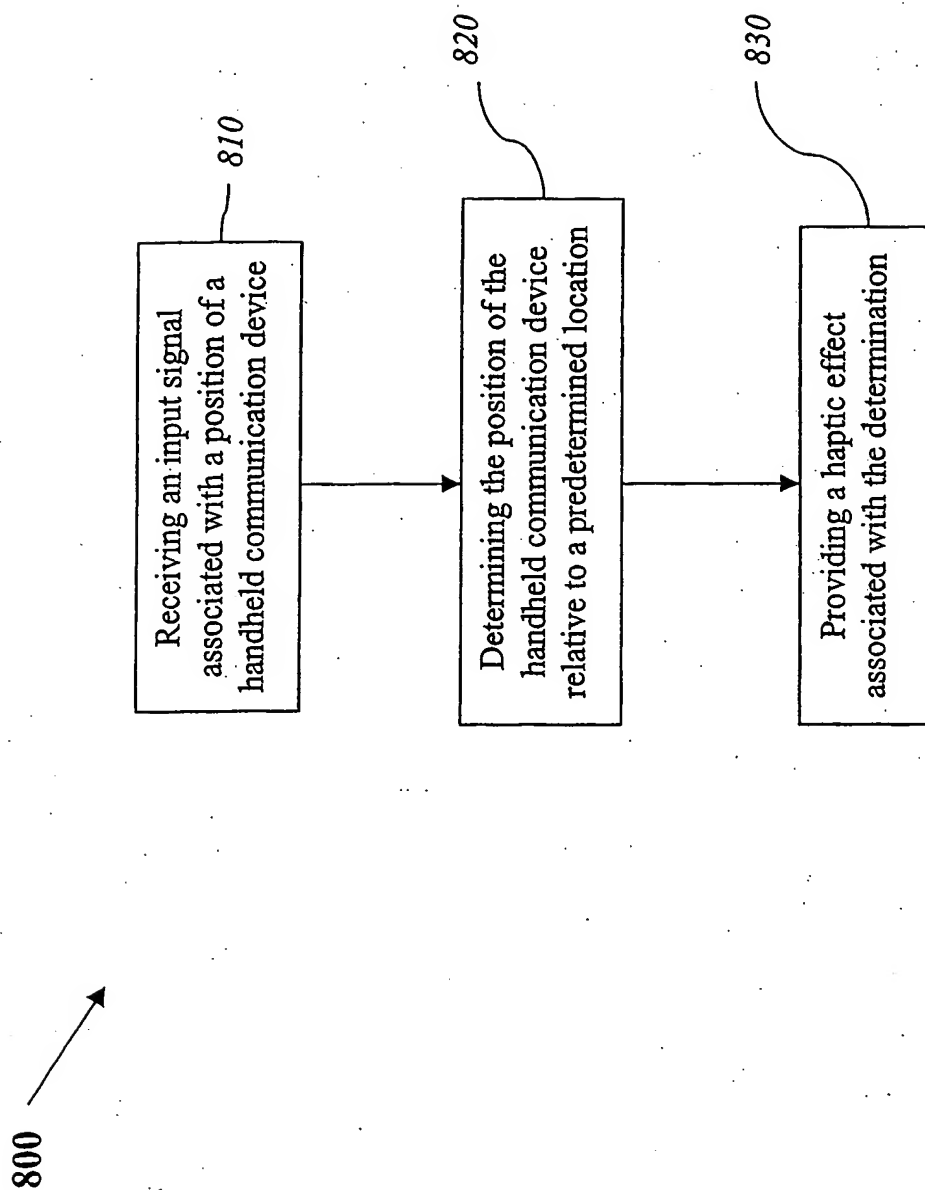 800
Receiving an input signal
associated with a position of a
handheld communication device
810
Determining the position of the
handheld communication device
relative to a predetermined location
820
Providing a haptic effect
associated with the determination
830